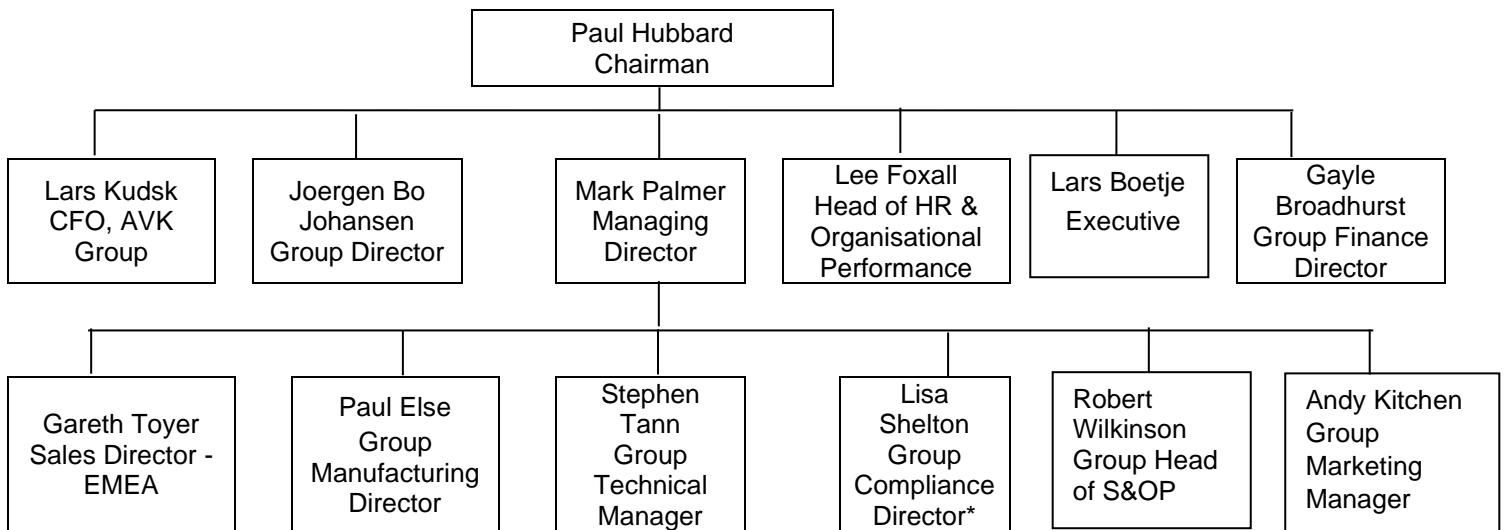 Paul Hubbard
Chairman
Lars Kudsk
CFO, AVK
Group
Joergen Bo
Johansen
Group Director
Mark Palmer
Managing
Director
Lee Foxall
Head of HR &
Organisational
Performance
Lars Boetje
Executive
Gayle
Broadhurst
Group Finance
Director
Gareth Toyer
Sales Director -
EMEA
Paul Else
Group
Manufacturing
Director
Stephen
Tann
Group
Technical
Manager
Lisa
Shelton
Group
Compliance
Director*
Robert
Wilkinson
Group Head
of S&OP
Andy Kitchen
Group
Marketing
Manager